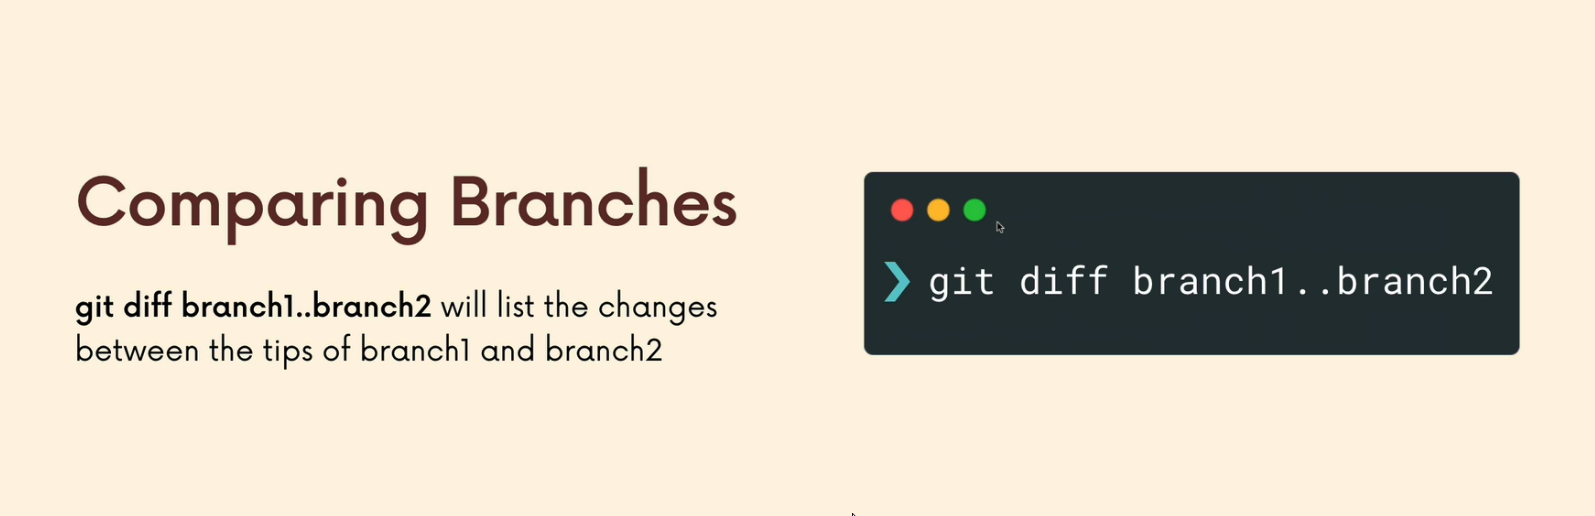 Comparing Branches
git diff branch1..branch2 will list the changes
between the tips of branch1 and branch2
❯ git diff branch1..branch2